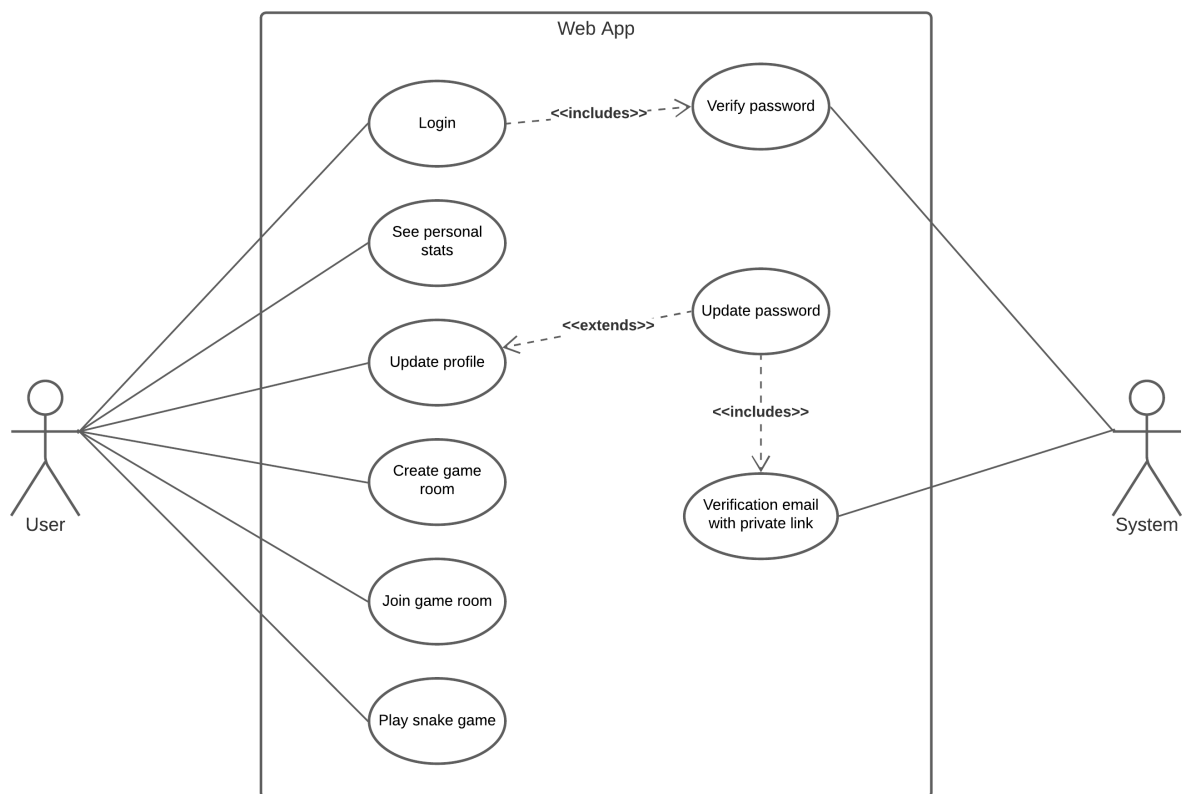 Web App
Login
<<includes>>
Verify password
See personal
stats
Update profile
<<extends>>
Update password
<<includes>>
Create game
room
Verification email
with private link
User
System
Join game room
Play snake game